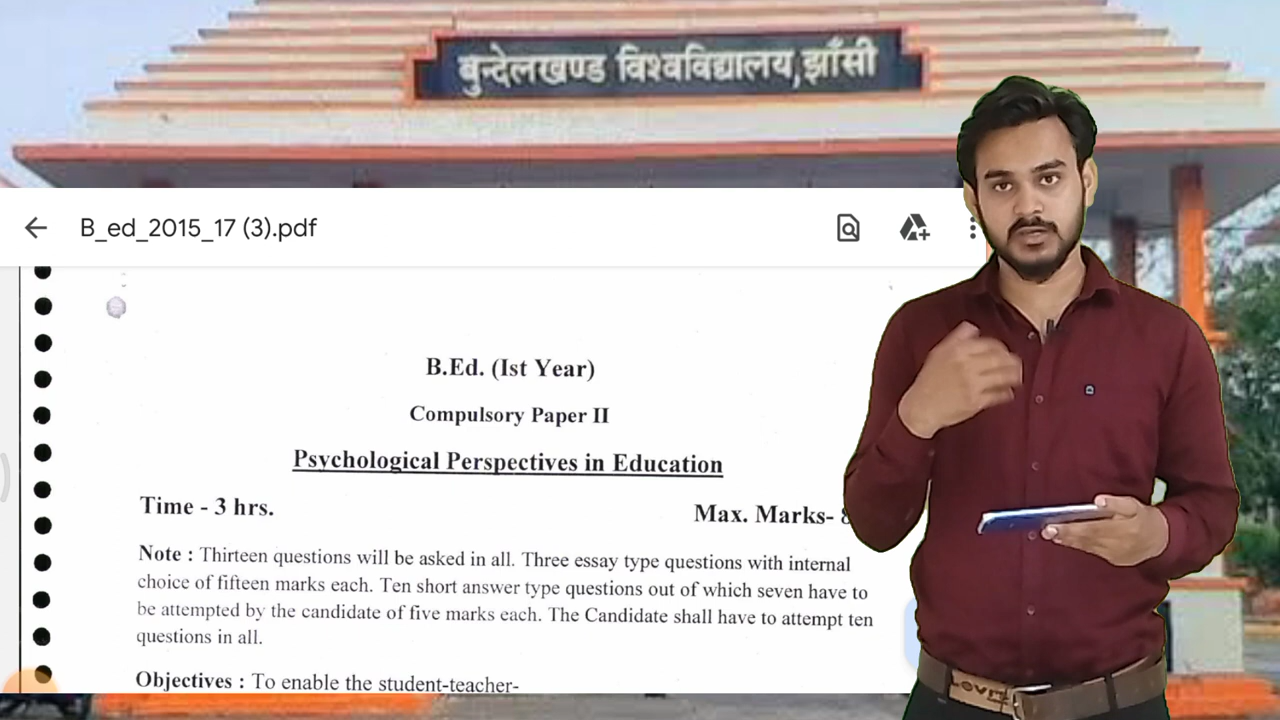 बुन्देलखण्ड विश्वविद्यालय,झाँसी
B_ed_2015_17 (3).pdf
B.Ed. (Ist Year)
Compulsory Paper II
Psychological Perspectives in Education
Time - 3 hrs.
Max. Marks-
Note : Thirteen questions will be asked in all. Three essay type questions with internal
choice of fifteen marks each. Ten short answer type questions out of which seven have to
be attempted by the candidate of five marks each. The Candidate shall have to attempt ten
questions in all.
Objectives : To enable the student-teacher-